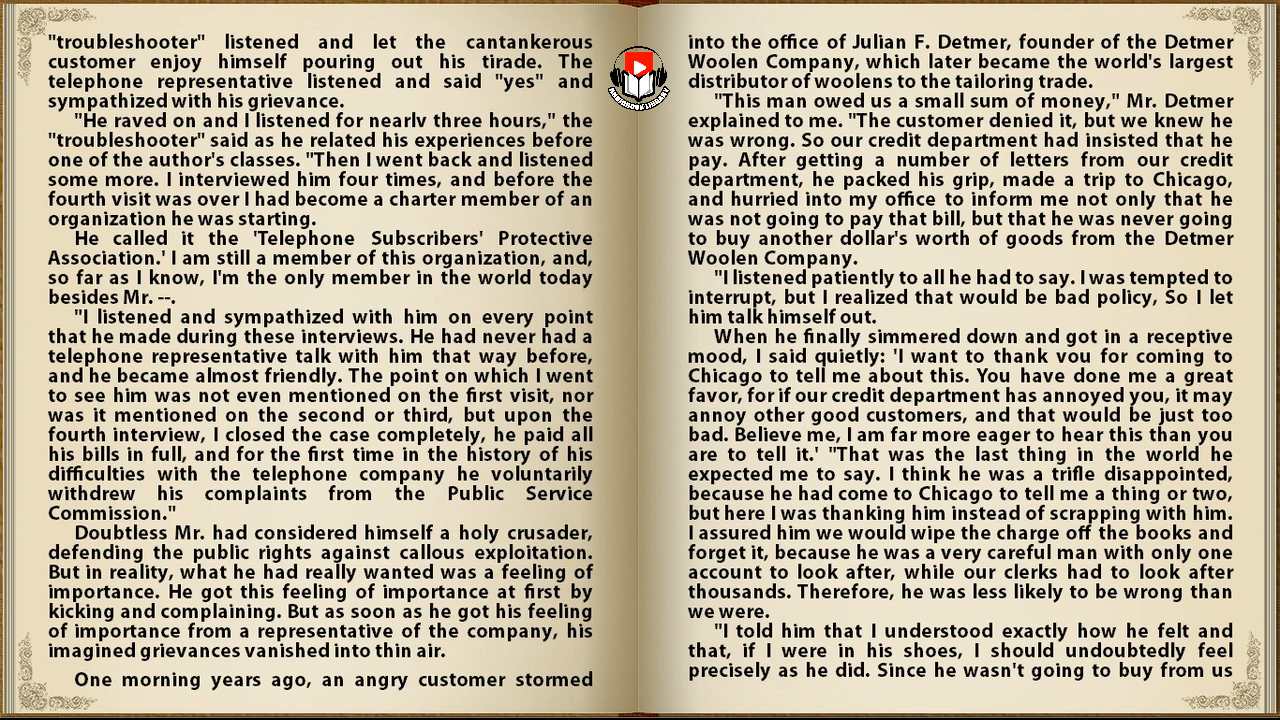 "troubleshooter" listened and let the cantankerous
customer enjoy himself pouring out his tirade. The
telephone representative listened and said "yes" and
sympathized with his grievance.
"He raved on and I listened for nearlv three hours," the
"troubleshooter" said as he related his experiences before
one of the author's classes. "Then I went back and listened
some more. I interviewed him four times, and before the
fourth visit was over I had become a charter member of an
organization he was starting.
He called it the 'Telephone Subscribers' Protective
Association.' I am still a member of this organization, and,
so far as I know, I'm the only member in the world today
besides Mr. --.
"I listened and sympathized with him on every point
that he made during these interviews. He had never had a
telephone representative talk with him that way before,
and he became almost friendly. The point on which I went
to see him was not even mentioned on the first visit, nor
was it mentioned on the second or third, but upon the
fourth interview, I closed the case completely, he paid all
his bills in full, and for the first time in the history of his
difficulties with the telephone company he voluntarily
withdrew his complaints from the Public Service
Commission."
Doubtless Mr. had considered himself a holy crusader,
defending the public rights against callous exploitation.
But in reality, what he had really wanted was a feeling of
importance. He got this feeling of importance at first by
kicking and complaining. But as soon as he got his feeling
of importance from a representative of the company, his
imagined grievances vanished into thin air.
One morning years ago, an angry customer stormed
into the office of Julian F. Detmer, founder of the Detmer
Woolen Company, which later became the world's largest
distributor of woolens to the tailoring trade.
"This man owed us a small sum of money," Mr. Detmer
explained to me. "The customer denied it, but we knew he
was wrong. So our credit department had insisted that he
pay. After getting a number of letters from our credit
department, he packed his grip, made a trip to Chicago,
and hurried into my office to inform me not only that he
was not going to pay that bill, but that he was never going
to buy another dollar's worth of goods from the Detmer
Woolen Company.
"I listened patiently to all he had to say. I was tempted to
interrupt, but I realized that would be bad policy, So I let
him talk himself out.
When he finally simmered down and got in a receptive
mood, I said quietly: 'I want to thank vou for coming to
Chicago to tell me about this. You have done me a great
favor, for if our credit department has annoyed you, it may
annoy other good customers, and that would be just too
bad. Believe me, I am far more eager to hear this than you
are to tell it.' "That was the last thing in the world he
expected me to say. I think he was a trifle disappointed,
because he had come to Chicago to tell me a thing or two,
but here I was thanking him instead of scrapping with him.
I assured him we would wipe the charge off the books and
forget it, because he was a very careful man with only one
account to look after, while our clerks had to look after
thousands. Therefore, he was less likely to be wrong than
we were.
"I told him that I understood exactly how he felt and
that, if I were in his shoes, I should undoubtedly feel
precisely as he did. Since he wasn't going to buy from us